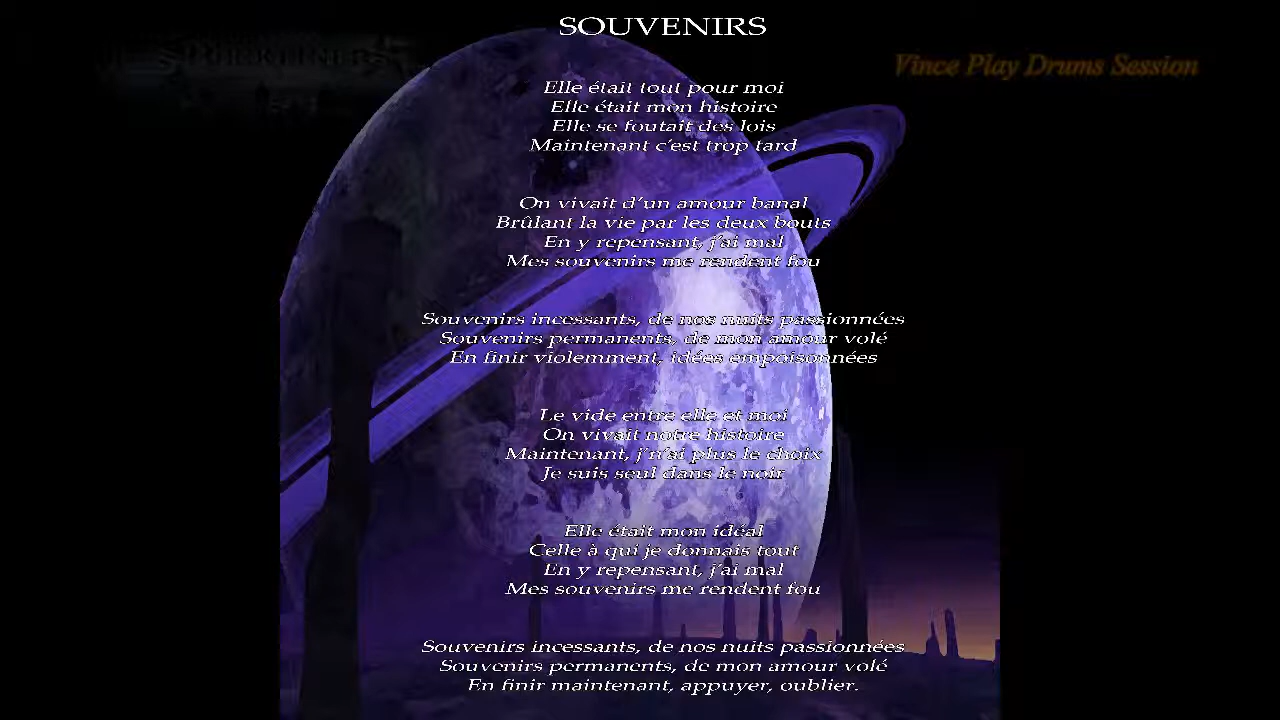 SOUVENIRS
Vince Play Drums Session
Elle était tout pour moi
Elle était mon histoire
Elle se foutait des lois
Maintenant c'est trop tard
On vivait d'un amour banal
Brûlant la vie par les deux bouts
En y repensant, j'ai mal
Mes souvenirs me rendent fou
Souvenirs incessants, de nos nuits passionnées
Souvenirs permanents, de mon amour volé
En finir violemment, idées empoisonnées
Le vide entre elle et moi
On vivait notre histoire
Maintenant, j'n'ai plus le choix
Je suis seul dans le noir
Elle était mon idéal
Celle à qui je donnais tout
En y repensant, j'ai mal
Mes souvenirs me rendent fou
Souvenirs incessants, de nos nuits passionnées
Souvenirs permanents, de mon amour volé
En finir maintenant, appuyer, oublier.